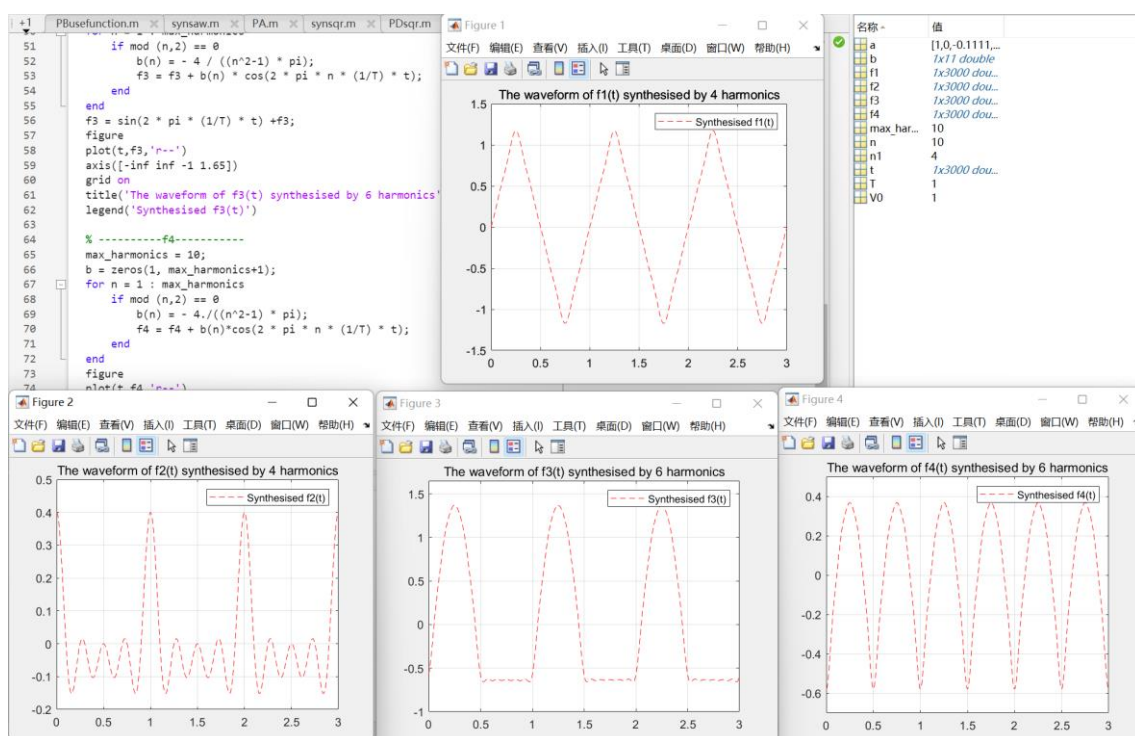 +1 PBusefunction.m × synsaw.m × PA.m × synsqr.m × PDsqr.m ×
51 if mod (n,2) == 0
52 b(n) = - 4 / ((n^2-1) * pi);
53 f3 = f3 + b(n) * cos(2 * pi * n * (1/T) * t);
54 end
55 end
56 f3 = sin(2 * pi * (1/T) * t) +f3;
57 figure
58 plot(t,f3,'r--')
59 axis([-inf inf -1 1.65])
60 grid on
61 title('The waveform of f3(t) synthesised by 6 harmonics'
62 legend('Synthesised f3(t)')
63
64 % ----------f4-----------
65 max_harmonics = 10;
66 b = zeros(1, max_harmonics+1);
67 for n = 1 : max_harmonics
68 if mod (n,2) == 0
69 b(n) = - 4./((n^2-1) * pi);
70 f4 = f4 + b(n)*cos(2 * pi * n * (1/T) * t);
71 end
72 end
73 figure
74 plot(t,f4,'r--')
Figure 1
文件(F) 编辑(E) 查看(V) 插入(I) 工具(T) 桌面(D) 窗口(W) 帮助(H)
The waveform of f1(t) synthesised by 4 harmonics
Synthesised f1(t)
1.5
1
0.5
0
-0.5
-1
-1.5
0 0.5 1 1.5 2 2.5 3
名称 值
a [1,0,-0.1111,...
b 1x11 double
f1 1x3000 dou...
f2 1x3000 dou...
f3 1x3000 dou...
f4 1x3000 dou...
max_har... 10
n 10
n1 4
t 1x3000 dou...
T 1
V0 1
Figure 2
文件(F) 编辑(E) 查看(V) 插入(I) 工具(T) 桌面(D) 窗口(W) 帮助(H)
The waveform of f2(t) synthesised by 4 harmonics
Synthesised f2(t)
0.5
0.4
0.3
0.2
0.1
0
-0.1
-0.2
0 0.5 1 1.5 2 2.5 3
Figure 3
文件(F) 编辑(E) 查看(V) 插入(I) 工具(T) 桌面(D) 窗口(W) 帮助(H)
The waveform of f3(t) synthesised by 6 harmonics
Synthesised f3(t)
1.5
1
0.5
0
-0.5
-1
0 0.5 1 1.5 2 2.5 3
Figure 4
文件(F) 编辑(E) 查看(V) 插入(I) 工具(T) 桌面(D) 窗口(W) 帮助(H)
The waveform of f4(t) synthesised by 6 harmonics
Synthesised f4(t)
0.4
0.2
0
-0.2
-0.4
-0.6
0 0.5 1 1.5 2 2.5 3